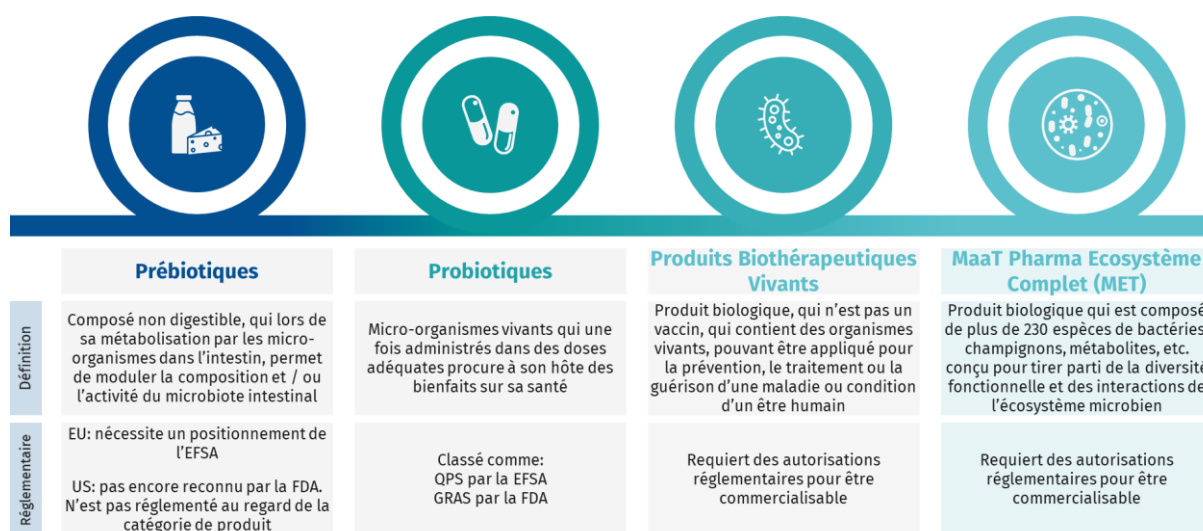 Prébiotiques
Probiotiques
Produits Biothérapeutiques
Vivants
MaaT Pharma Ecosystème
Complet (MET)
Définition
Composé non digestible, qui lors de
sa métabolisation par les micro-
organismes dans l'intestin, permet
de moduler la composition et / ou
l'activité du microbiote intestinal
Micro-organismes vivants qui une
fois administrés dans des doses
adéquates procure à son hôte des
bienfaits sur sa santé
Produit biologique, qui n'est pas un
vaccin, qui contient des organismes
vivants, pouvant être appliqué pour
la prévention, le traitement ou la
guérison d'une maladie ou condition
d'un être humain
Produit biologique qui est composé
de plus de 230 espèces de bactéries
champignons, métabolites, etc.
conçu pour tirer parti de la diversité
fonctionnelle et des interactions de
l'écosystème microbien
Réglementaire
EU: nécessite un positionnement de
l'EFSA
US: pas encore reconnu par la FDA.
N'est pas réglementé au regard de la
catégorie de produit
Classé comme:
QPS par la EFSA
GRAS par la FDA
Requiert des autorisations
réglementaires pour être
commercialisable
Requiert des autorisations
réglementaires pour être
commercialisable